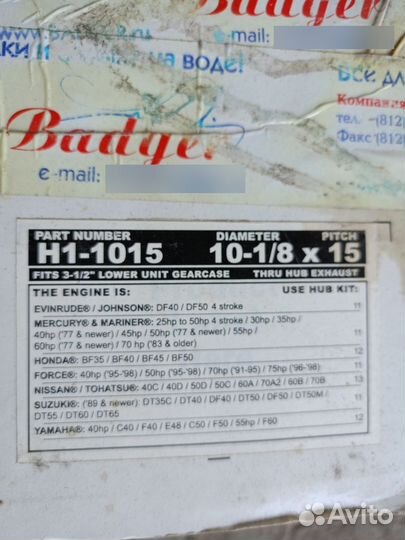 Badger
e-mail:
на воде!
Badger
e-mail:
Все для
Компания
тел. -(812)
Факс (812)
PART NUMBER DIAMETER PITCH
H1-1015 10-1/8 x 15
FITS 3-1/2" LOWER UNIT GEARCASE THRU HUB EXHAUST
THE ENGINE IS: USE HUB KIT:
EVINRUDE® / JOHNSON®: DF40 / DF50 4 stroke 11
MERCURY® & MARINER®: 25hp to 50hp 4 stroke / 30hp / 35hp /
40hp ('77 & newer) / 45hp / 50hp ('77 & newer) / 55hp / 11
60hp ('77 & newer) / 70 hp ('83 & older)
HONDA®: BF35 / BF40 / BF45 / BF50 12
FORCE®: 40hp ('95-'98) / 50hp ('95-'98) / 70hp ('91-'95) / 75hp ('96-'98) 11
NISSAN® / TOHATSU®: 40C / 40D / 50D / 50C / 60A / 70A2 / 60B / 70B 13
SUZUKI®: ('89 & newer): DT35C / DT40 / DF40 / DT50 / DF50 / DT50M / 11
DT55 / DT60 / DT65
YAMAHA®: 40hp / C40 / F40 / E48 / C50 / F50 / 55hp / F60 12
Avito